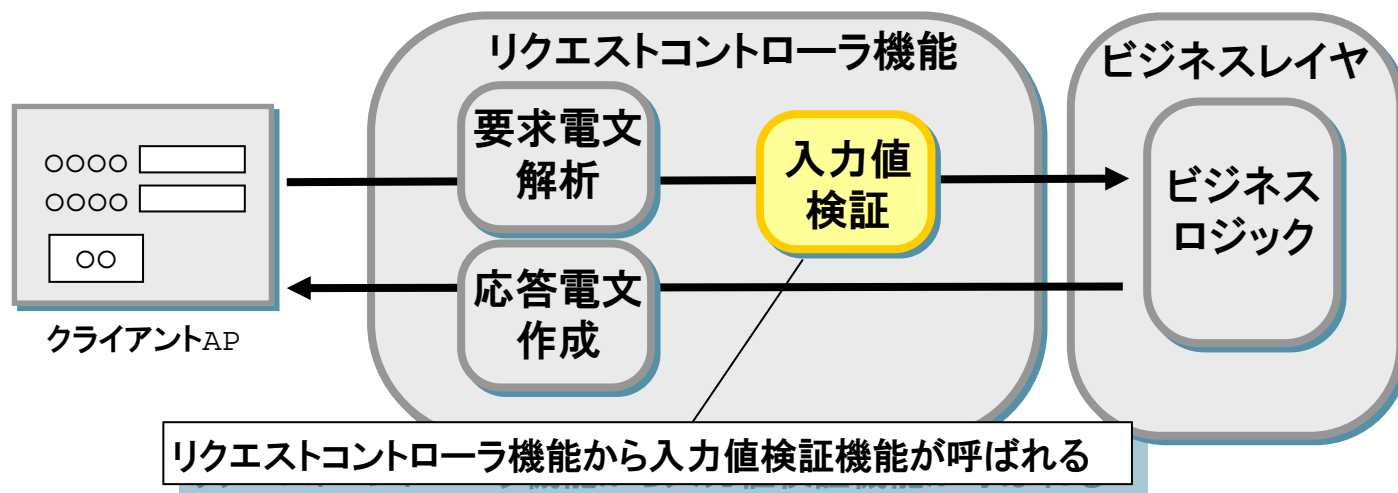 リクエストコントローラ機能
ビジネスレイヤ
要求電文
解析
入力値
検証
ビジネス
ロジック
○○○○
○○○○
○○
応答電文
作成
クライアントAP
リクエストコントローラ機能から入力値検証機能が呼ばれる